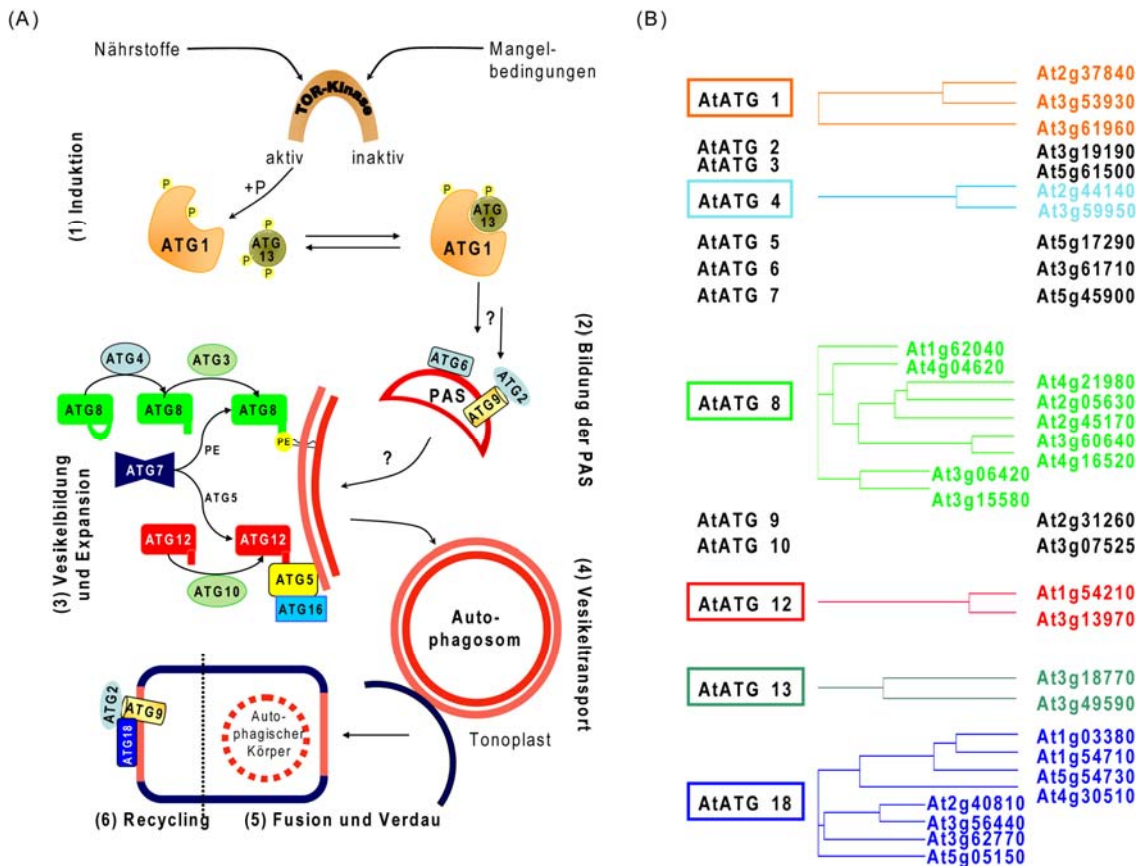 (A)
Nährstoffe
Mangel-
bedingungen
TOR-Kinase
aktiv
inaktiv
+P
(1) Induktion
P
P
ATG1
P
ATG
13
P
P
P
P
ATG
13
ATG1
?
(2) Bildung der PAS
ATG6
PAS
ATG9
ATG2
?
ATG4
ATG3
ATG8
ATG8
ATG8
PE
PE
ATG7
ATG5
ATG12
ATG12
ATG10
ATG5
ATG16
(3) Vesikelbildung
und Expansion
Auto-
phagosom
(4) Vesikeltransport
ATG2
ATG9
ATG18
Auto-
phagischer
Körper
Tonoplast
(6) Recycling
(5) Fusion und Verdau
(B)
AtATG 1
At2g37840
At3g53930
At3g61960
AtATG 2
At3g19190
AtATG 3
At5g61500
AtATG 4
At2g44140
At3g59950
AtATG 5
At5g17290
AtATG 6
At3g61710
AtATG 7
At5g45900
AtATG 8
At1g62040
At4g04620
At4g21980
At2g05630
At2g45170
At3g60640
At4g16520
At3g06420
At3g15580
AtATG 9
At2g31260
AtATG 10
At3g07525
AtATG 12
At1g54210
At3g13970
AtATG 13
At3g18770
At3g49590
AtATG 18
At1g03380
At1g54710
At5g54730
At4g30510
At2g40810
At3g56440
At3g62770
At5g05150